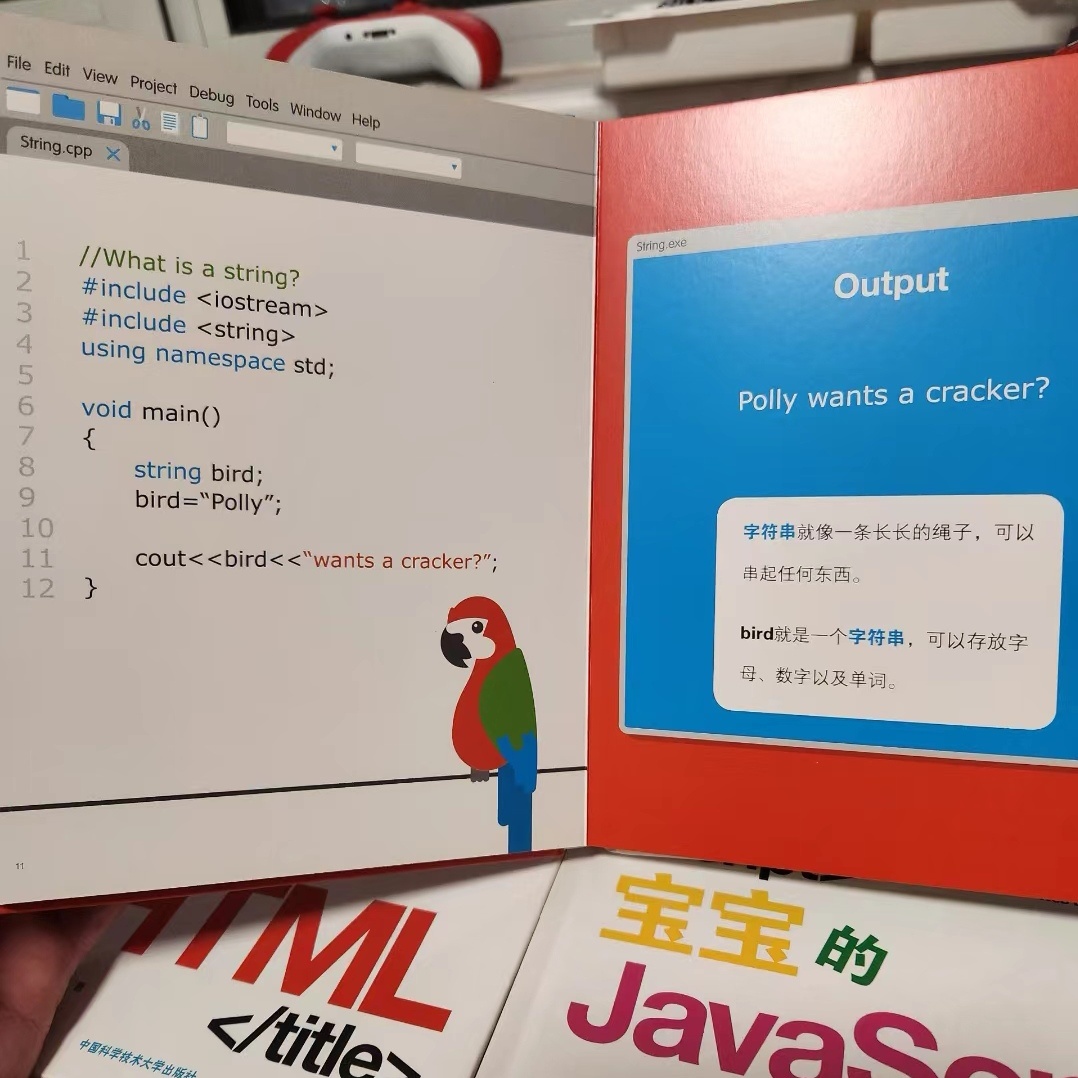 File Edit View Project Debug Tools Window Help
String.cpp
1 //What is a string?
2 #include <iostream>
3 #include <string>
4 using namespace std;
5
6 void main()
7 {
8 string bird;
9 bird=“Polly”;
10
11 cout<<bird<<“wants a cracker?”;
12 }
11
String.exe
Output
Polly wants a cracker?
字符串就像一条长长的绳子，可以
串起任何东西。
bird就是一个字符串，可以存放字
母、数字以及单词。
HTML
</title>
中国科学技术大学出版社
宝宝的
JavaSc